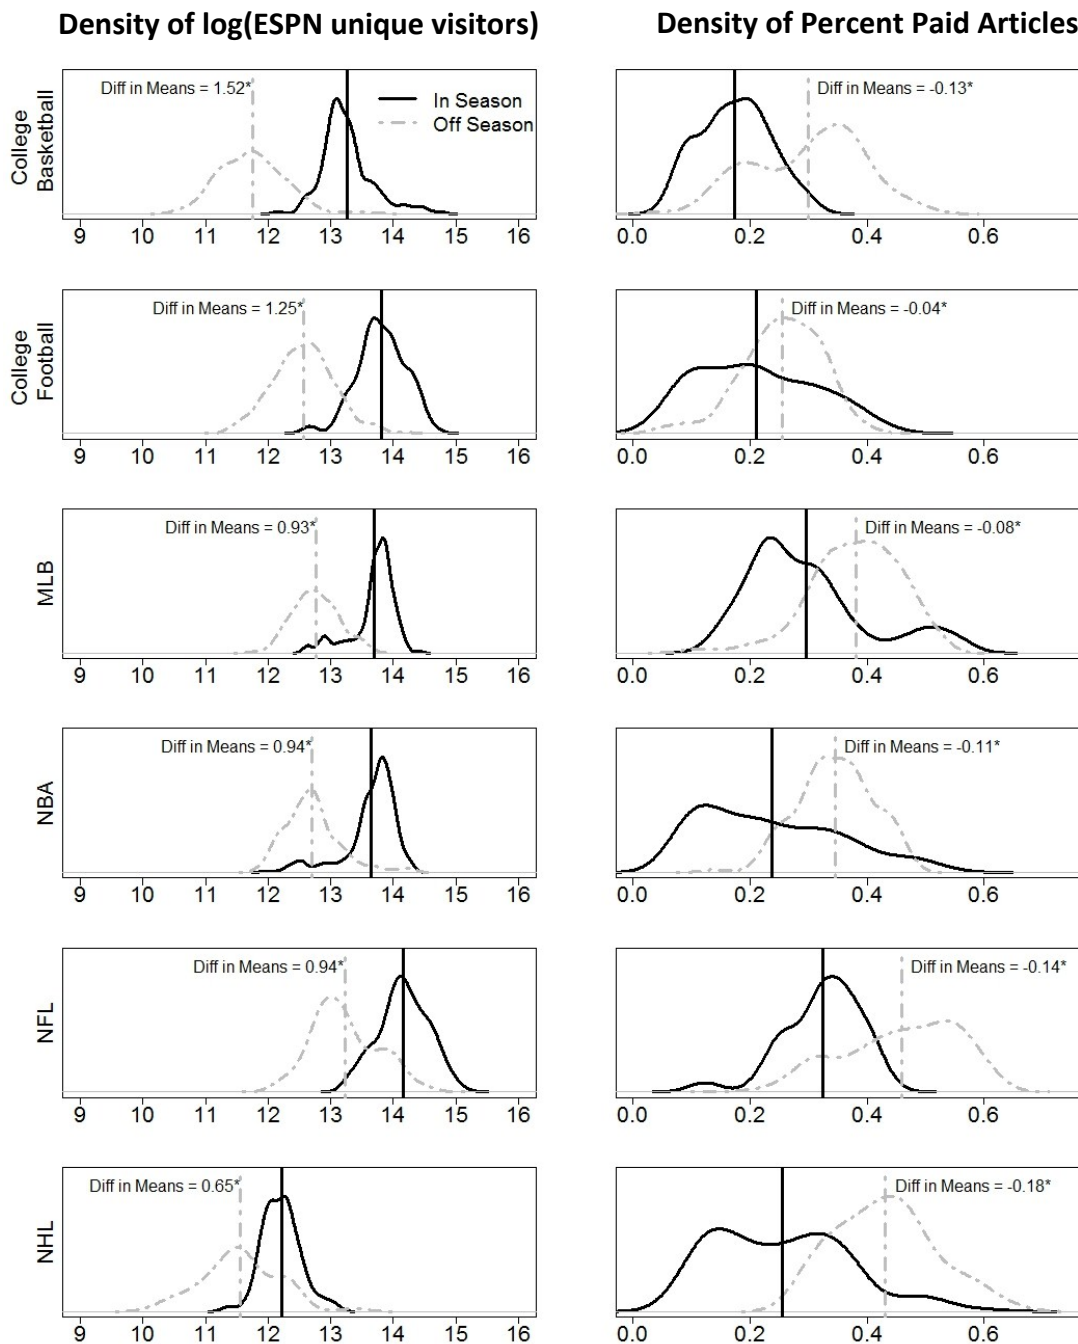 Density of log(ESPN unique visitors)
Density of Percent Paid Articles
College
Basketball
Diff in Means = 1.52*
In Season
Off Season
9 10 11 12 13 14 15 16
Diff in Means = -0.13*
0.0 0.2 0.4 0.6
College
Football
Diff in Means = 1.25*
9 10 11 12 13 14 15 16
Diff in Means = -0.04*
0.0 0.2 0.4 0.6
MLB
Diff in Means = 0.93*
9 10 11 12 13 14 15 16
Diff in Means = -0.08*
0.0 0.2 0.4 0.6
NBA
Diff in Means = 0.94*
9 10 11 12 13 14 15 16
Diff in Means = -0.11*
0.0 0.2 0.4 0.6
NFL
Diff in Means = 0.94*
9 10 11 12 13 14 15 16
Diff in Means = -0.14*
0.0 0.2 0.4 0.6
NHL
Diff in Means = 0.65*
9 10 11 12 13 14 15 16
Diff in Means = -0.18*
0.0 0.2 0.4 0.6